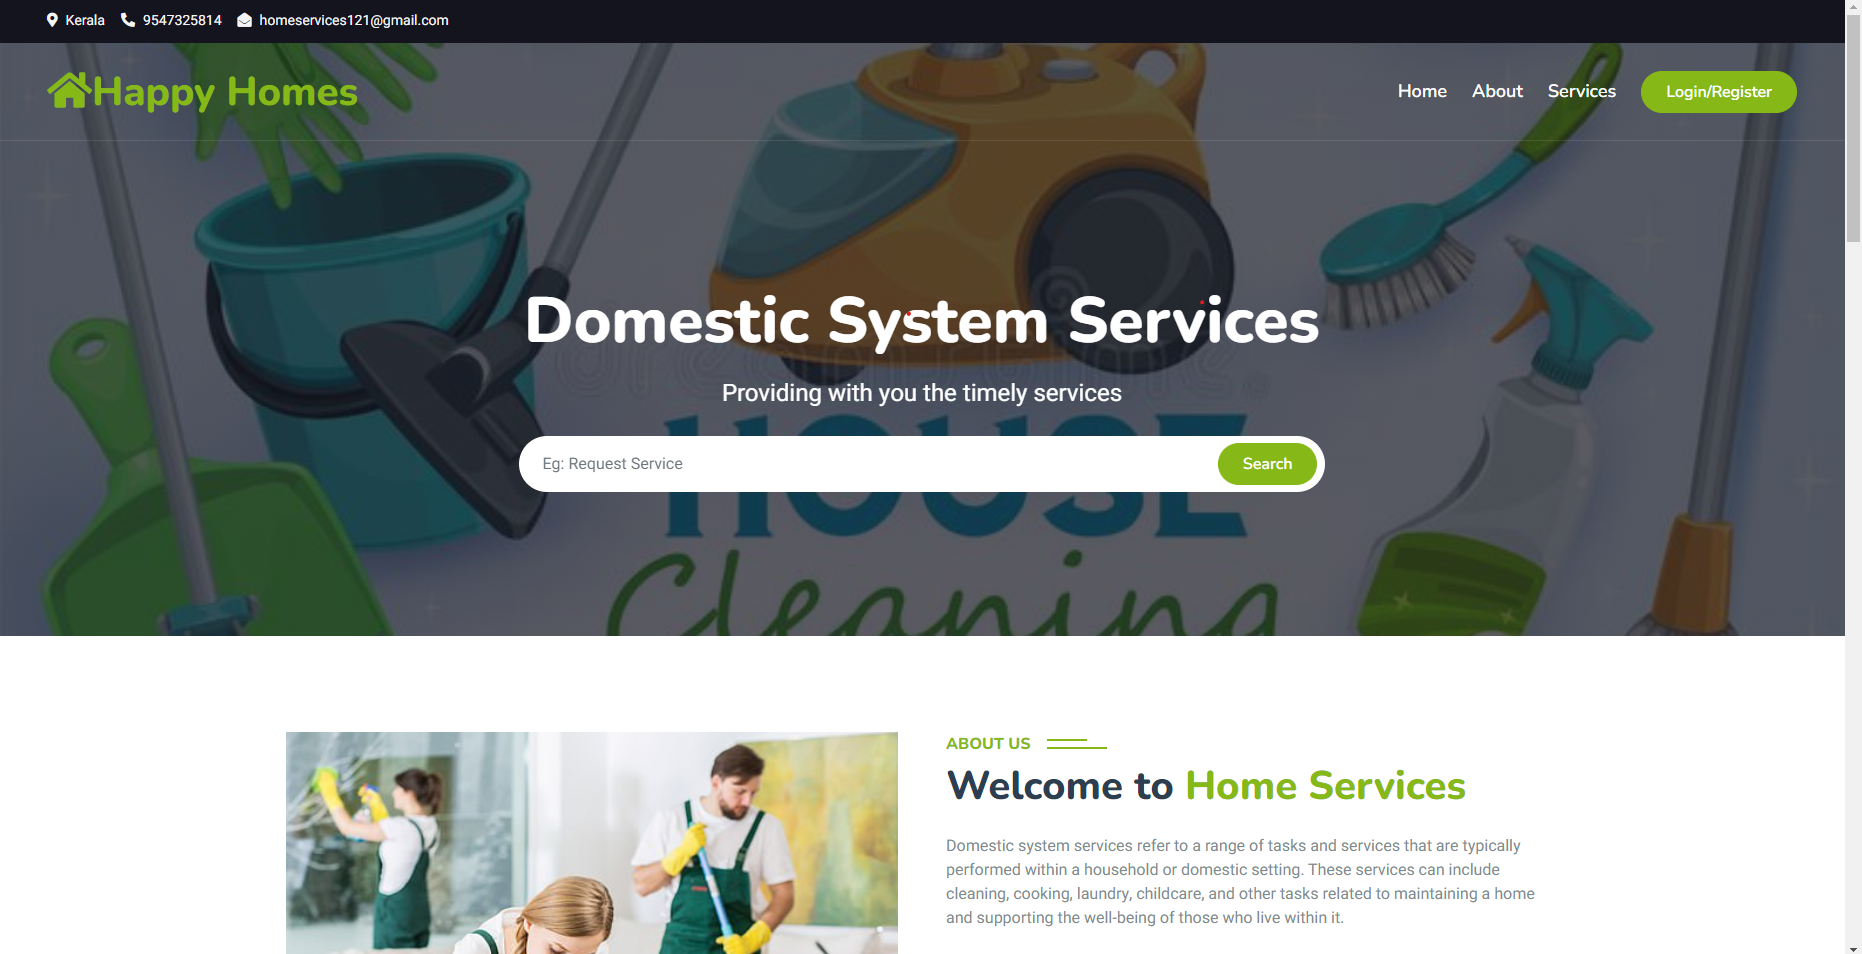 Kerala 9547325814 homeservices121@gmail.com
Happy Homes
Home About Services Login/Register
Domestic System Services
dreamstime
Providing with you the timely services
HOUSE
Eg: Request Service Search
Cleaning
ABOUT US
Welcome to Home Services
Domestic system services refer to a range of tasks and services that are typically
performed within a household or domestic setting. These services can include
cleaning, cooking, laundry, childcare, and other tasks related to maintaining a home
and supporting the well-being of those who live within it.